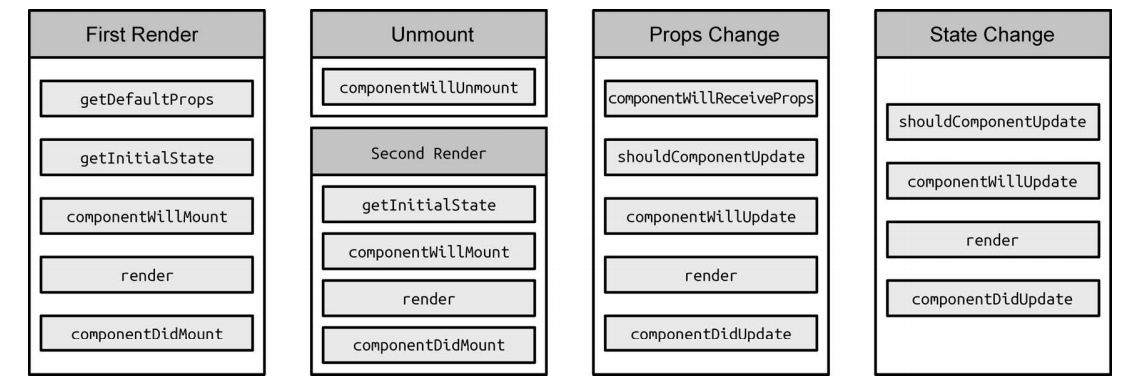 First Render
getDefaultProps
getInitialState
componentWillMount
render
componentDidMount
Unmount
componentWillUnmount
Second Render
getInitialState
componentWillMount
render
componentDidMount
Props Change
componentWillReceiveProps
shouldComponentUpdate
componentWillUpdate
render
componentDidUpdate
State Change
shouldComponentUpdate
componentWillUpdate
render
componentDidUpdate